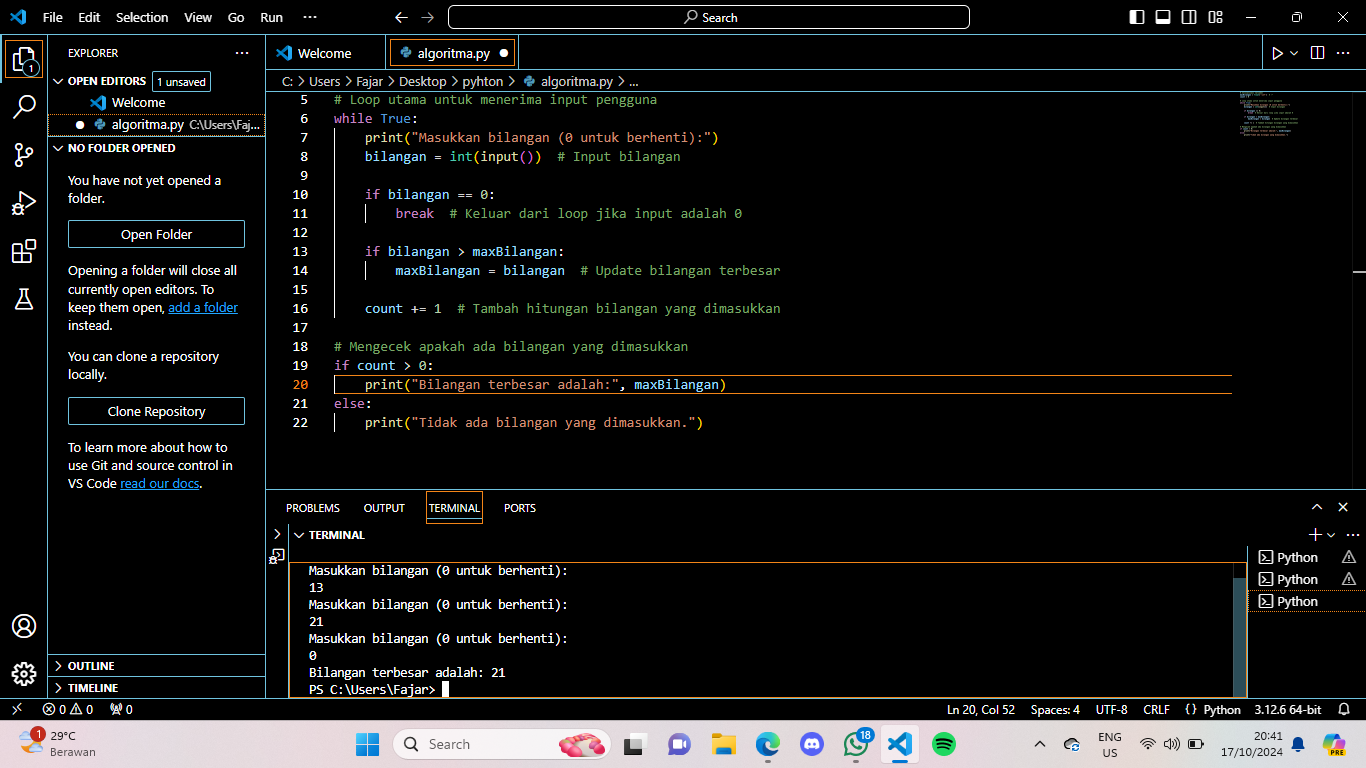 File Edit Selection View Go Run ···
Search
EXPLORER
OPEN EDITORS 1 unsaved
Welcome
algoritma.py C:\Users\Faj...
NO FOLDER OPENED
You have not yet opened a
folder.
Open Folder
Opening a folder will close all
currently open editors. To
keep them open, add a folder
instead.
You can clone a repository
locally.
Clone Repository
To learn more about how to
use Git and source control in
VS Code read our docs.
OUTLINE
TIMELINE
1
Welcome
algoritma.py
C: > Users > Fajar > Desktop > pyhton > algoritma.py > ...
5 # Loop utama untuk menerima input pengguna
6 while True:
7 print("Masukkan bilangan (0 untuk berhenti):")
8 bilangan = int(input()) # Input bilangan
9
10 if bilangan == 0:
11 break # Keluar dari loop jika input adalah 0
12
13 if bilangan > maxBilangan:
14 maxBilangan = bilangan # Update bilangan terbesar
15
16 count += 1 # Tambah hitungan bilangan yang dimasukkan
17
18 # Mengecek apakah ada bilangan yang dimasukkan
19 if count > 0:
20 print("Bilangan terbesar adalah:", maxBilangan)
21 else:
22 print("Tidak ada bilangan yang dimasukkan.")
PROBLEMS OUTPUT TERMINAL PORTS
TERMINAL
Masukkan bilangan (0 untuk berhenti):
13
Masukkan bilangan (0 untuk berhenti):
21
Masukkan bilangan (0 untuk berhenti):
0
Bilangan terbesar adalah: 21
PS C:\Users\Fajar>
Python
Python
Python
0 0 0
Ln 20, Col 52 Spaces: 4 UTF-8 CRLF {} Python 3.12.6 64-bit
1
29°C
Berawan
Search
18
ENG
US
20:41
17/10/2024
PRE